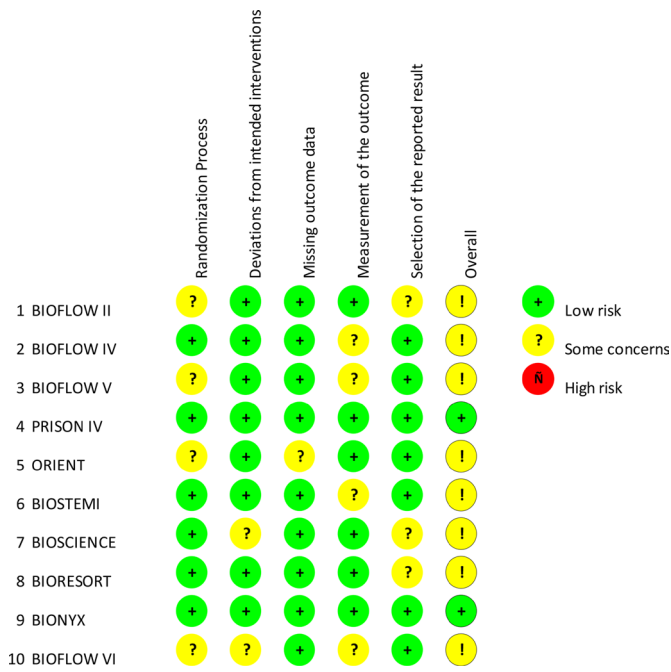 Randomization Process
Deviations from intended interventions
Missing outcome data
Measurement of the outcome
Selection of the reported result
Overall
1 BIOFLOW II ? + + + ? !
2 BIOFLOW IV + + + ? + !
3 BIOFLOW V ? + + ? + !
4 PRISON IV + + + + + +
5 ORIENT ? + ? + + !
6 BIOSTEMI + + + ? + !
7 BIOSCIENCE + ? + + ? !
8 BIORESORT + + + + ? !
9 BIONYX + + + + + +
10 BIOFLOW VI ? ? + ? + !
+ Low risk
? Some concerns
Ñ High risk